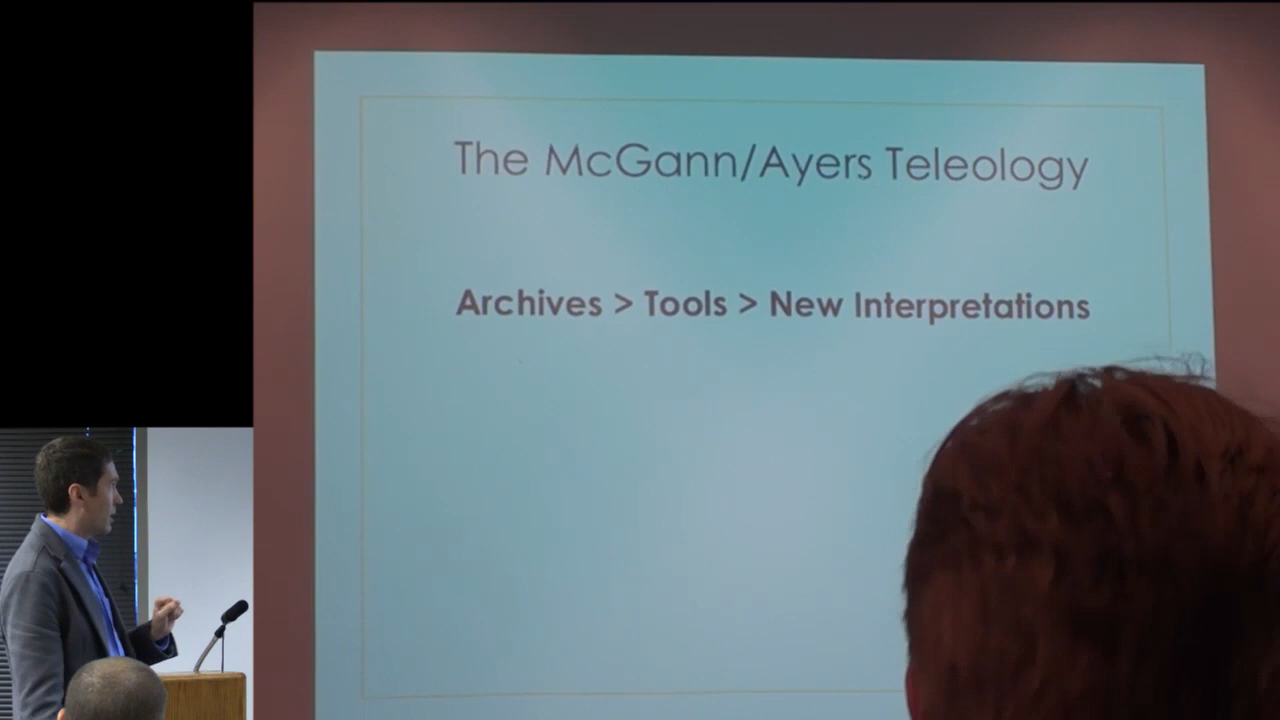 The McGann/Ayers Teleology
Archives > Tools > New Interpretations